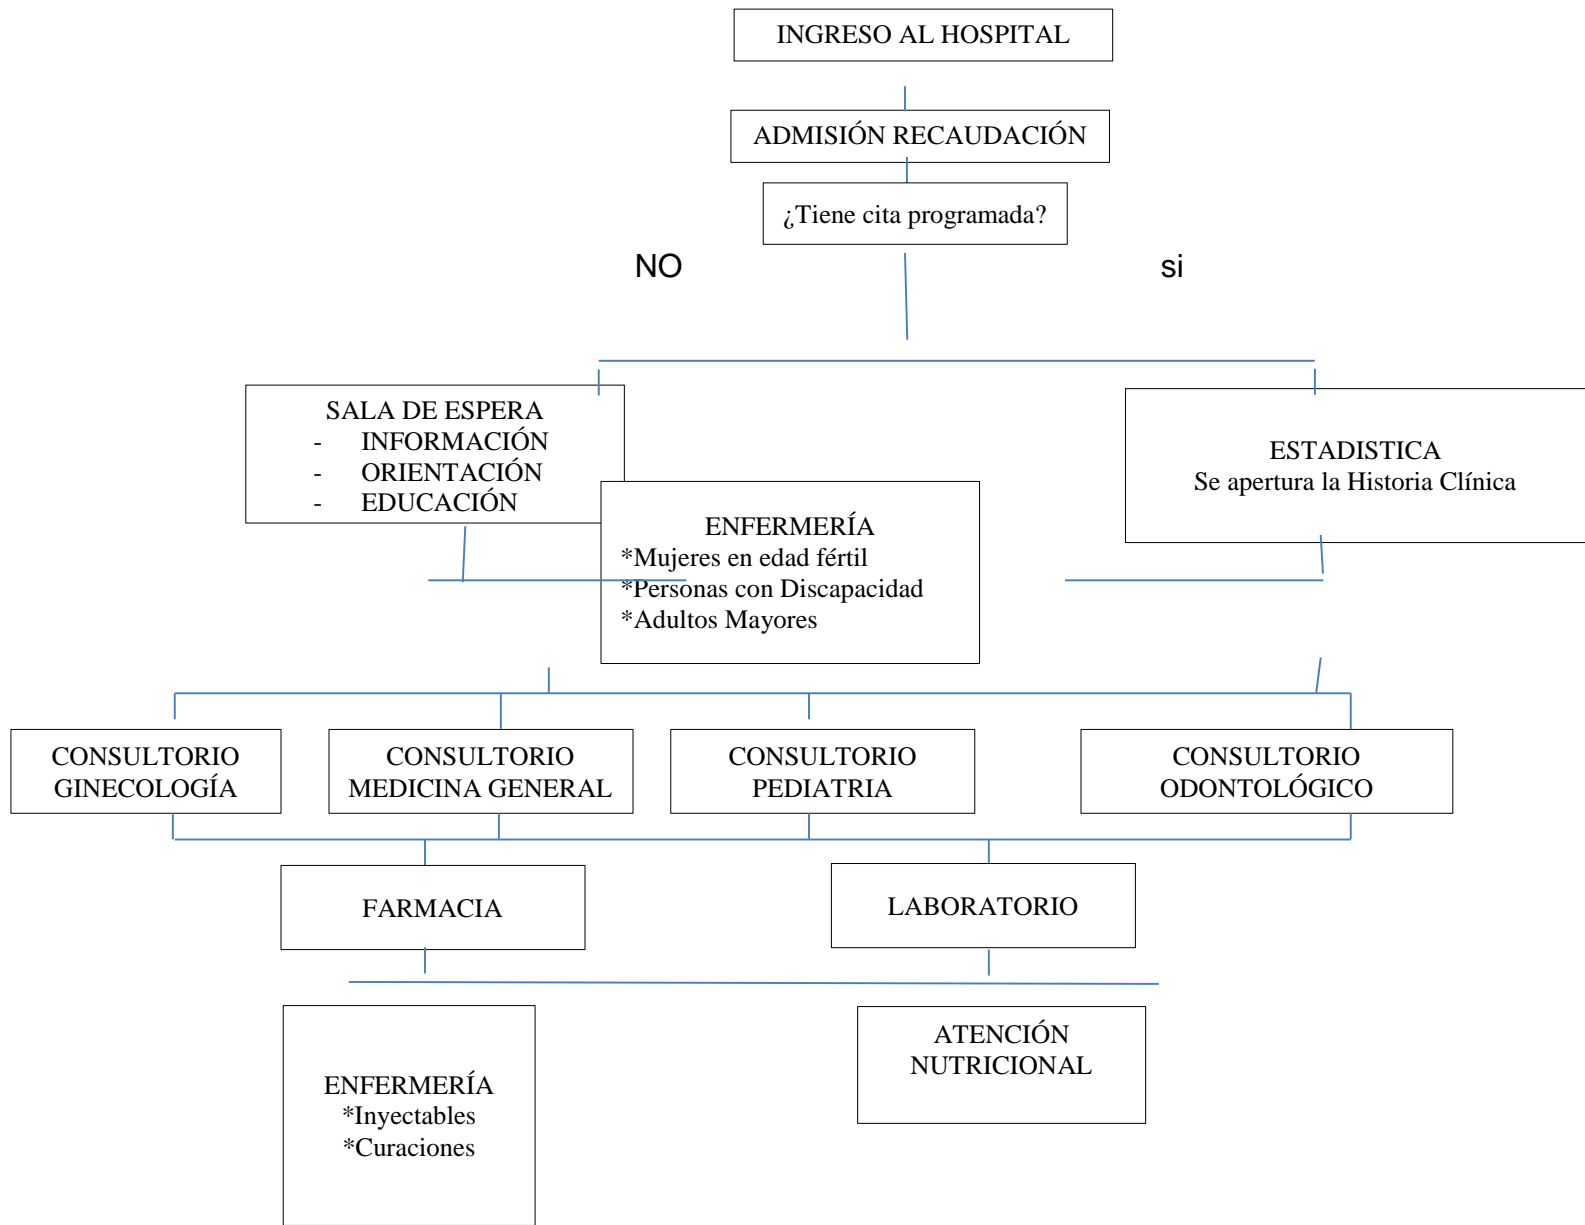 INGRESO AL HOSPITAL
ADMISIÓN RECAUDACIÓN
¿Tiene cita programada?
NO
si
SALA DE ESPERA
- INFORMACIÓN
- ORIENTACIÓN
- EDUCACIÓN
ESTADISTICA
Se apertura la Historia Clínica
ENFERMERÍA
*Mujeres en edad fértil
*Personas con Discapacidad
*Adultos Mayores
CONSULTORIO
GINECOLOGÍA
CONSULTORIO
MEDICINA GENERAL
CONSULTORIO
PEDIATRIA
CONSULTORIO
ODONTOLÓGICO
FARMACIA
LABORATORIO
ENFERMERÍA
*Inyectables
*Curaciones
ATENCIÓN
NUTRICIONAL